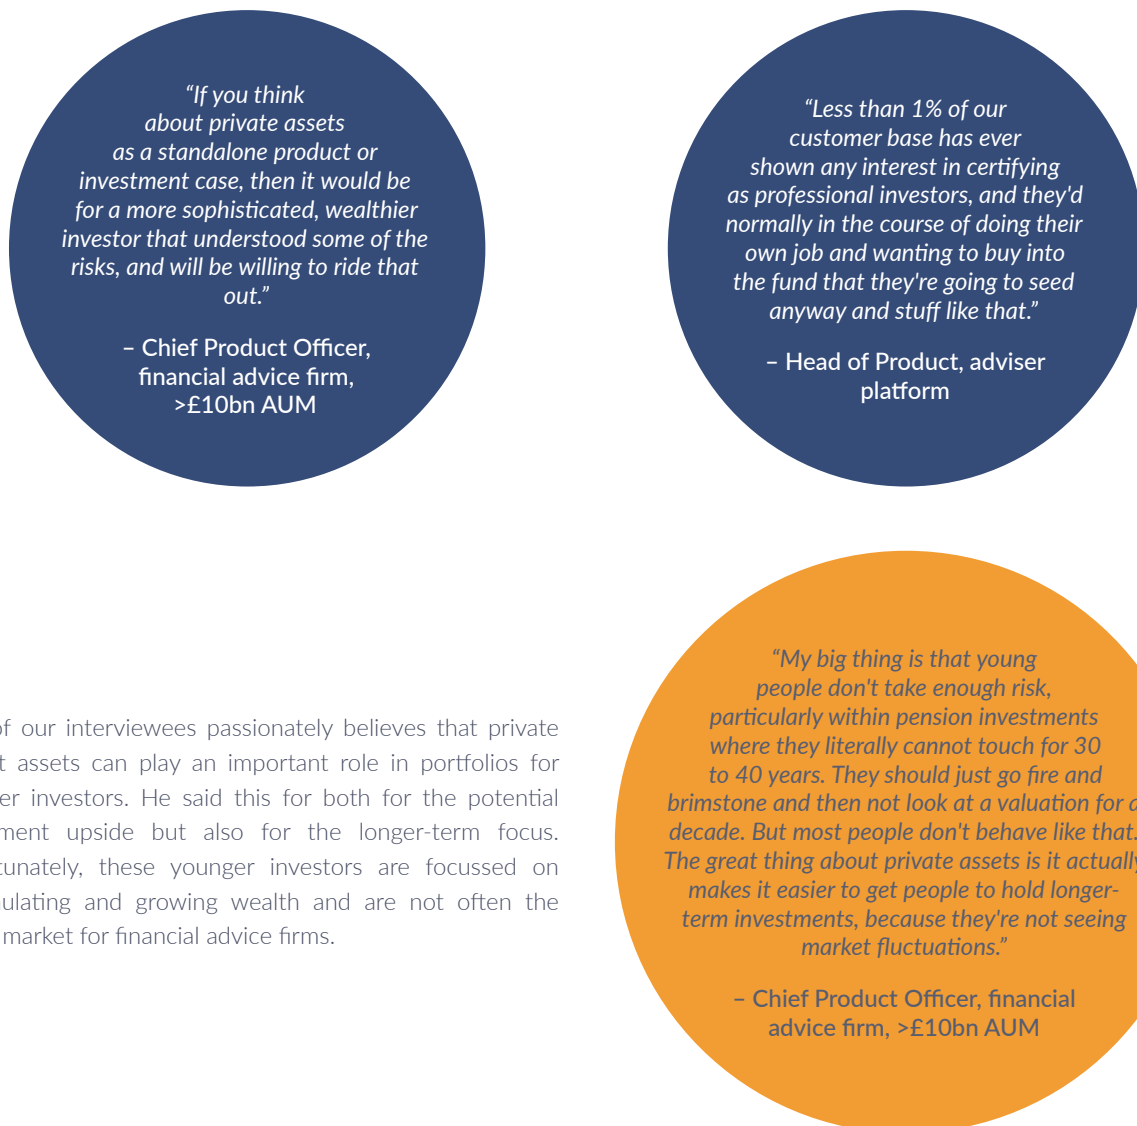 “If you think
about private assets
as a standalone product or
investment case, then it would be
for a more sophisticated, wealthier
investor that understood some of the
risks, and will be willing to ride that
out.”
– Chief Product Officer,
financial advice firm,
>£10bn AUM
“Less than 1% of our
customer base has ever
shown any interest in certifying
as professional investors, and they'd
normally in the course of doing their
own job and wanting to buy into
the fund that they're going to seed
anyway and stuff like that.”
– Head of Product, adviser
platform
of our interviewees passionately believes that private
assets can play an important role in portfolios for
investors. He said this for both for the potential
upside but also for the longer-term focus.
these younger investors are focussed on
and growing wealth and are not often the
market for financial advice firms.
“My big thing is that young
people don't take enough risk,
particularly within pension investments
where they literally cannot touch for 30
to 40 years. They should just go fire and
brimstone and then not look at a valuation for a
decade. But most people don't behave like that.
The great thing about private assets is it actually
makes it easier to get people to hold longer-
term investments, because they're not seeing
market fluctuations.”
– Chief Product Officer, financial
advice firm, >£10bn AUM